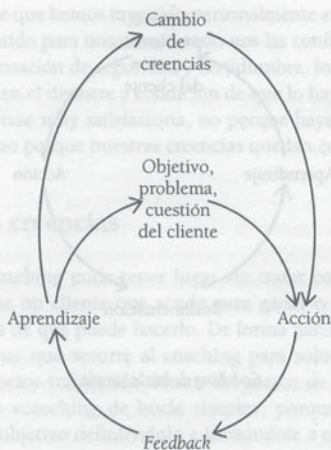 Cambio
de
creencias
Objetivo,
problema,
cuestión
del cliente
Aprendizaje
Acción
Feedback